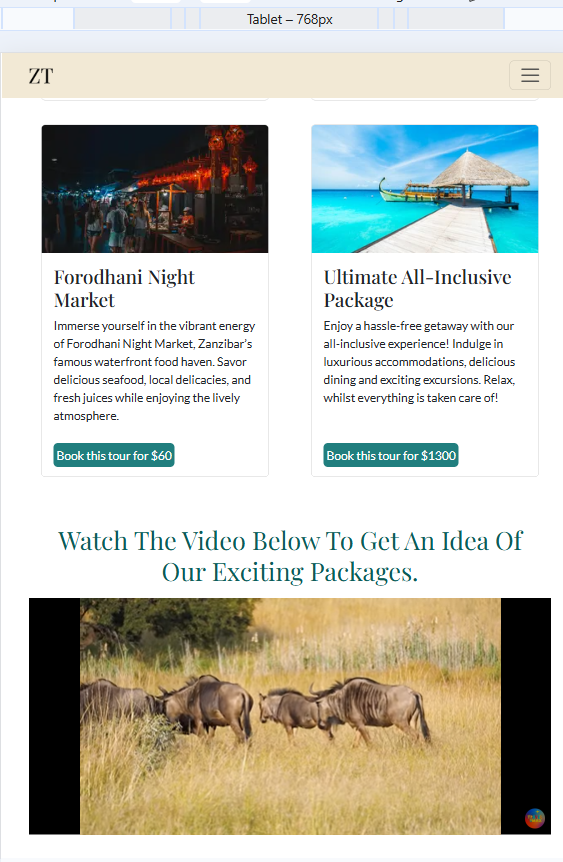 Tablet – 768px
ZT
Forodhani Night
Market
Immerse yourself in the vibrant energy
of Forodhani Night Market, Zanzibar's
famous waterfront food haven. Savor
delicious seafood, local delicacies, and
fresh juices while enjoying the lively
atmosphere.
Book this tour for $60
Ultimate All-Inclusive
Package
Enjoy a hassle-free getaway with our
all-inclusive experience! Indulge in
luxurious accommodations, delicious
dining and exciting excursions. Relax,
whilst everything is taken care of!
Book this tour for $1300
Watch The Video Below To Get An Idea Of
Our Exciting Packages.